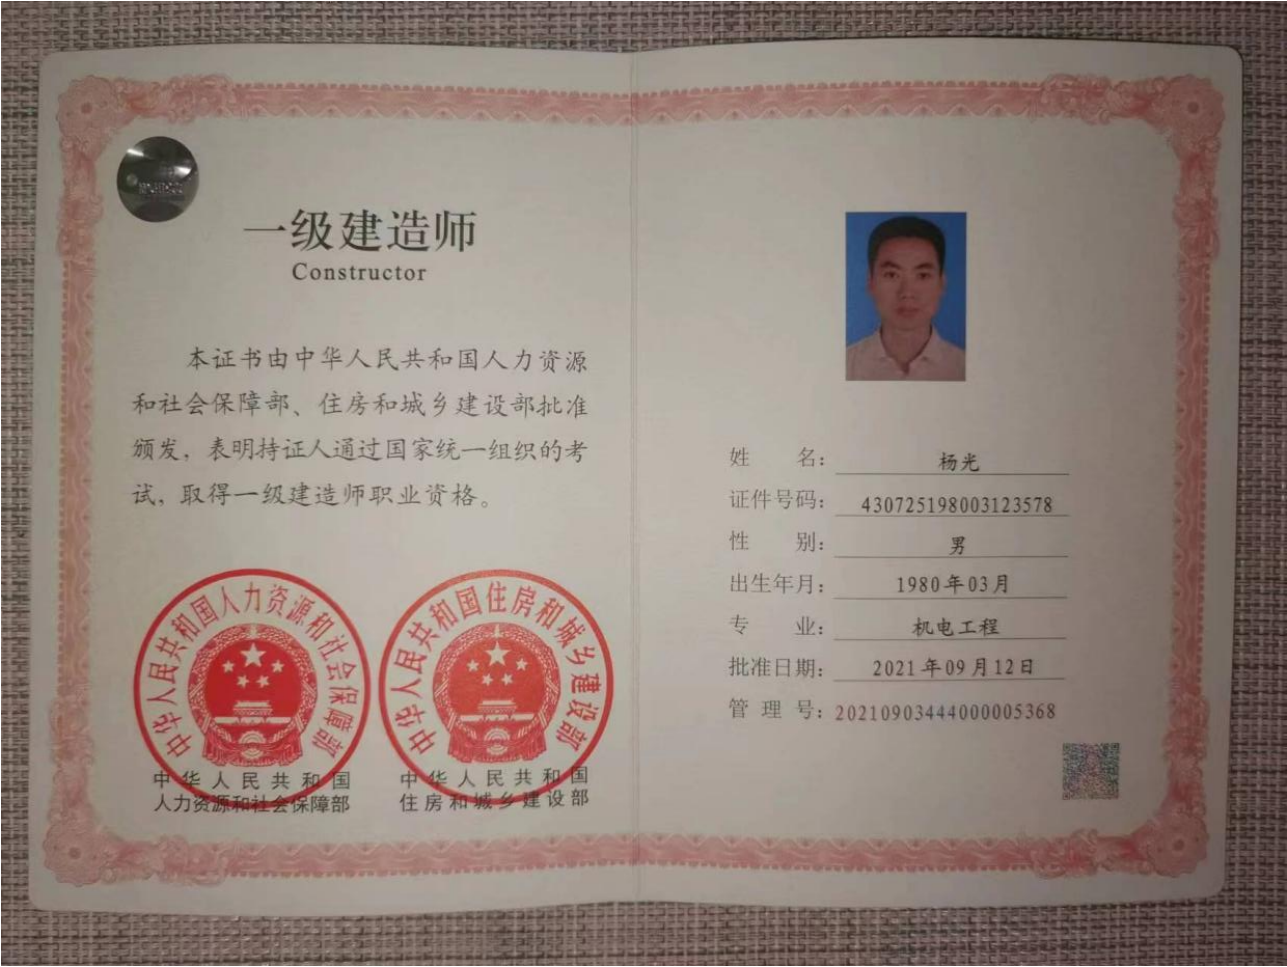 一级建造师
Constructor
本证书由中华人民共和国人力资源
和社会保障部、住房和城乡建设部批准
颁发，表明持证人通过国家统一组织的考
试，取得一级建造师职业资格。
中华人民共和国人力资源和社会保障部
中华人民共和国
人力资源和社会保障部
中华人民共和国住房和城乡建设部
中华人民共和国
住房和城乡建设部
姓 名：杨光
证件号码：430725198003123578
性 别：男
出生年月：1980年03月
专 业：机电工程
批准日期：2021年09月12日
管 理 号：20210903444000005368